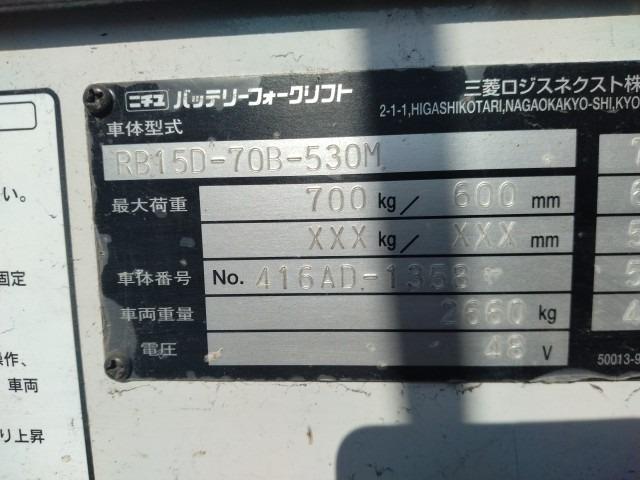 ニチユ バッテリーフォークリフト
三菱ロジスネクスト株
2-1-1,HIGASHIKOTARI,NAGAOKAKYO-SHI,KYO
車体型式
RB15D-70B-530M
最大荷重 700 kg/ 600 mm
XXX kg/ XXX mm
車体番号 No. 416AD-1358
車両重量 2660 kg
電圧 48 V
50013-9
い。
固定
操作、
車両
り上昇